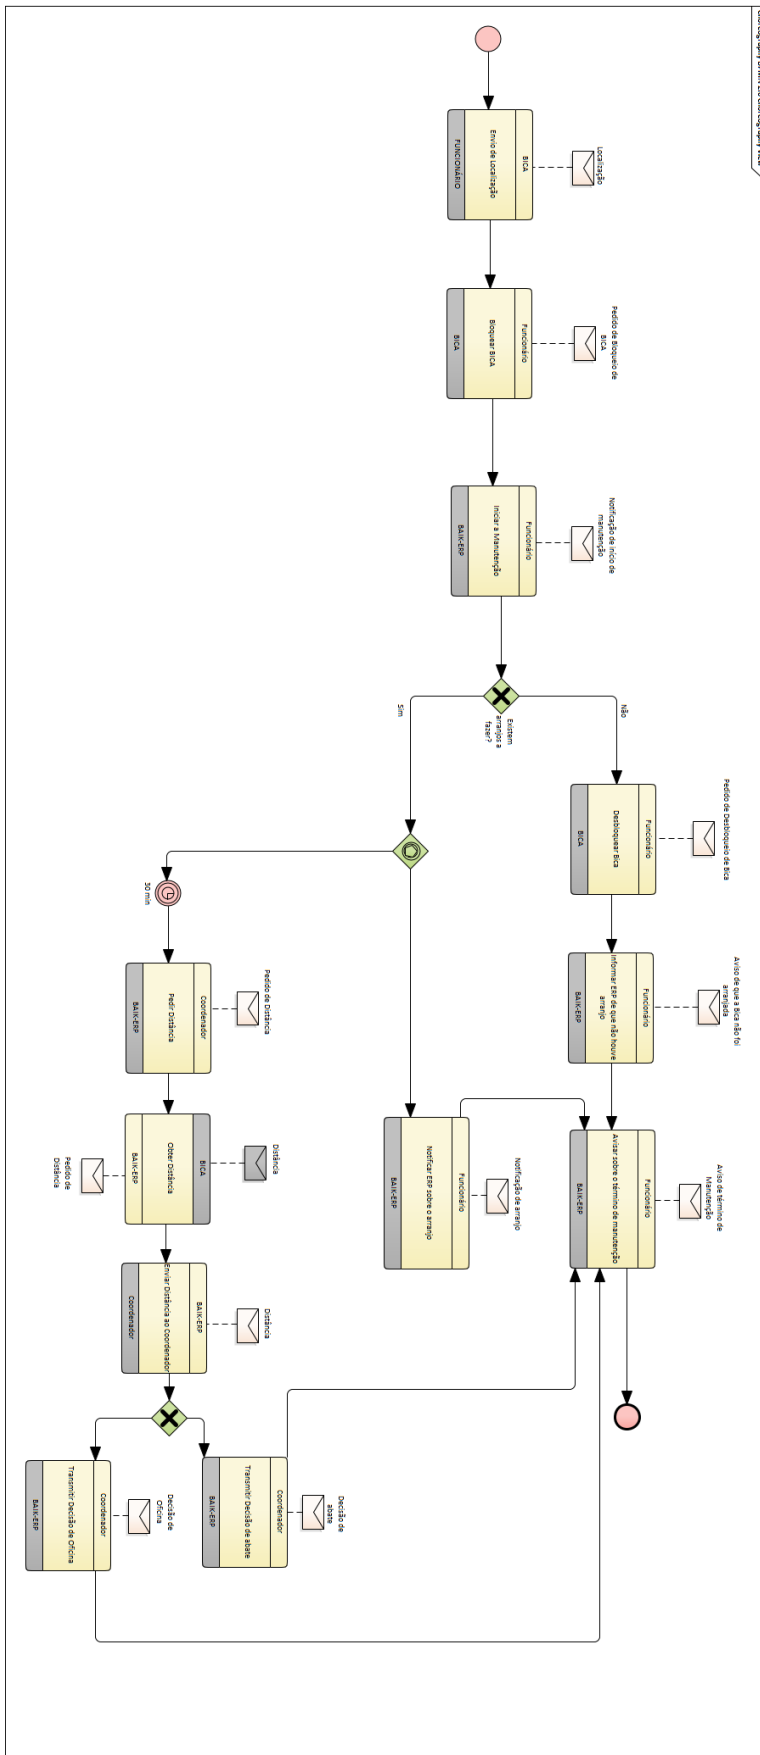 Localização
BICA
Envio de Localização
FUNCIONÁRIO
Pedido de Bloqueio de
BICA
Funcionário
Bloquear BICA
BICA
Notificação de início de
manutenção
Funcionário
Iniciar a Manutenção
BAIK-ERP
Existem
arranjos a
fazer?
Não
Sim
Pedido de Desbloqueio de Bica
Funcionário
Desbloquear Bica
BICA
Aviso de que a Bica não foi
arranjada
Funcionário
Informar ERP de que não houve
arranjo
BAIK-ERP
Aviso de término de
Manutenção
Funcionário
Avisar sobre o término de manutenção
BAIK-ERP
Notificação de arranjo
Funcionário
Notificar ERP sobre o arranjo
BAIK-ERP
30 min
Pedido de Distância
Coordenador
Pedir Distância
BAIK-ERP
Distância
BICA
Obter Distância
BAIK-ERP
Pedido de
Distância
Distância
BAIK-ERP
Enviar Distância ao Coordenador
Coordenador
Decisão de
abate
Coordenador
Transmitir Decisão de abate
BAIK-ERP
Decisão de
Oficina
Coordenador
Transmitir Decisão de Oficina
BAIK-ERP